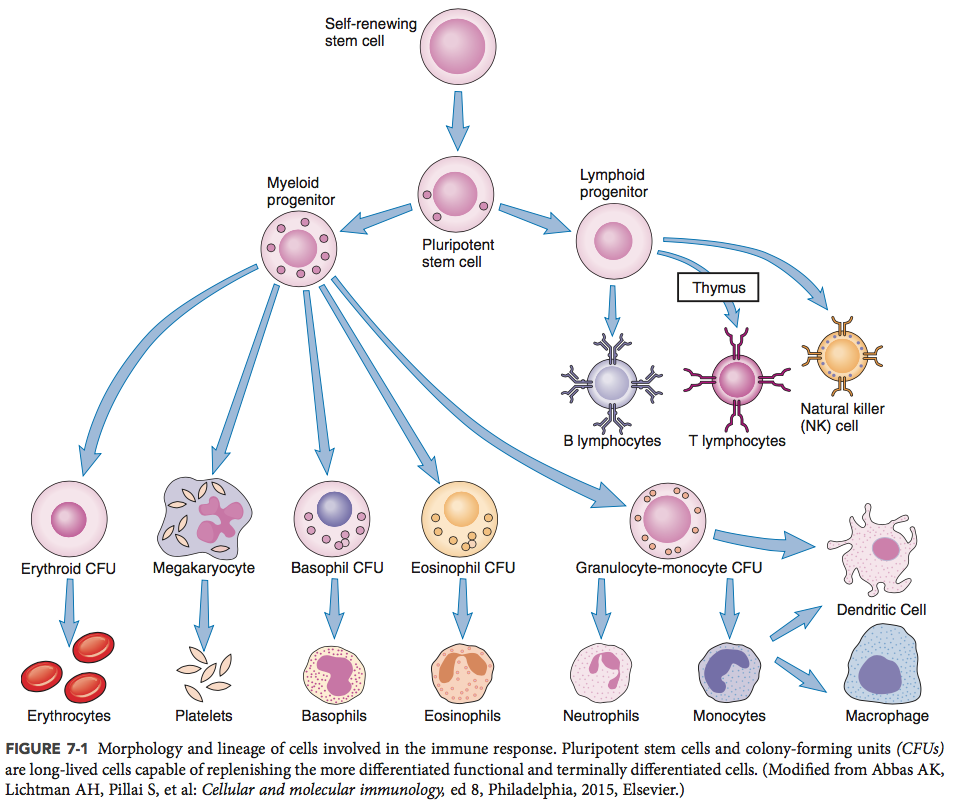 Self-renewing
stem cell
Myeloid
progenitor
Lymphoid
progenitor
Pluripotent
stem cell
Thymus
B lymphocytes
T lymphocytes
Natural killer
(NK) cell
Erythroid CFU
Megakaryocyte
Basophil CFU
Eosinophil CFU
Granulocyte-monocyte CFU
Dendritic Cell
Erythrocytes
Platelets
Basophils
Eosinophils
Neutrophils
Monocytes
Macrophage
FIGURE 7-1 Morphology and lineage of cells involved in the immune response. Pluripotent stem cells and colony-forming units (CFUs)
are long-lived cells capable of replenishing the more differentiated functional and terminally differentiated cells. (Modified from Abbas AK,
Lichtman AH, Pillai S, et al: Cellular and molecular immunology, ed 8, Philadelphia, 2015, Elsevier.)